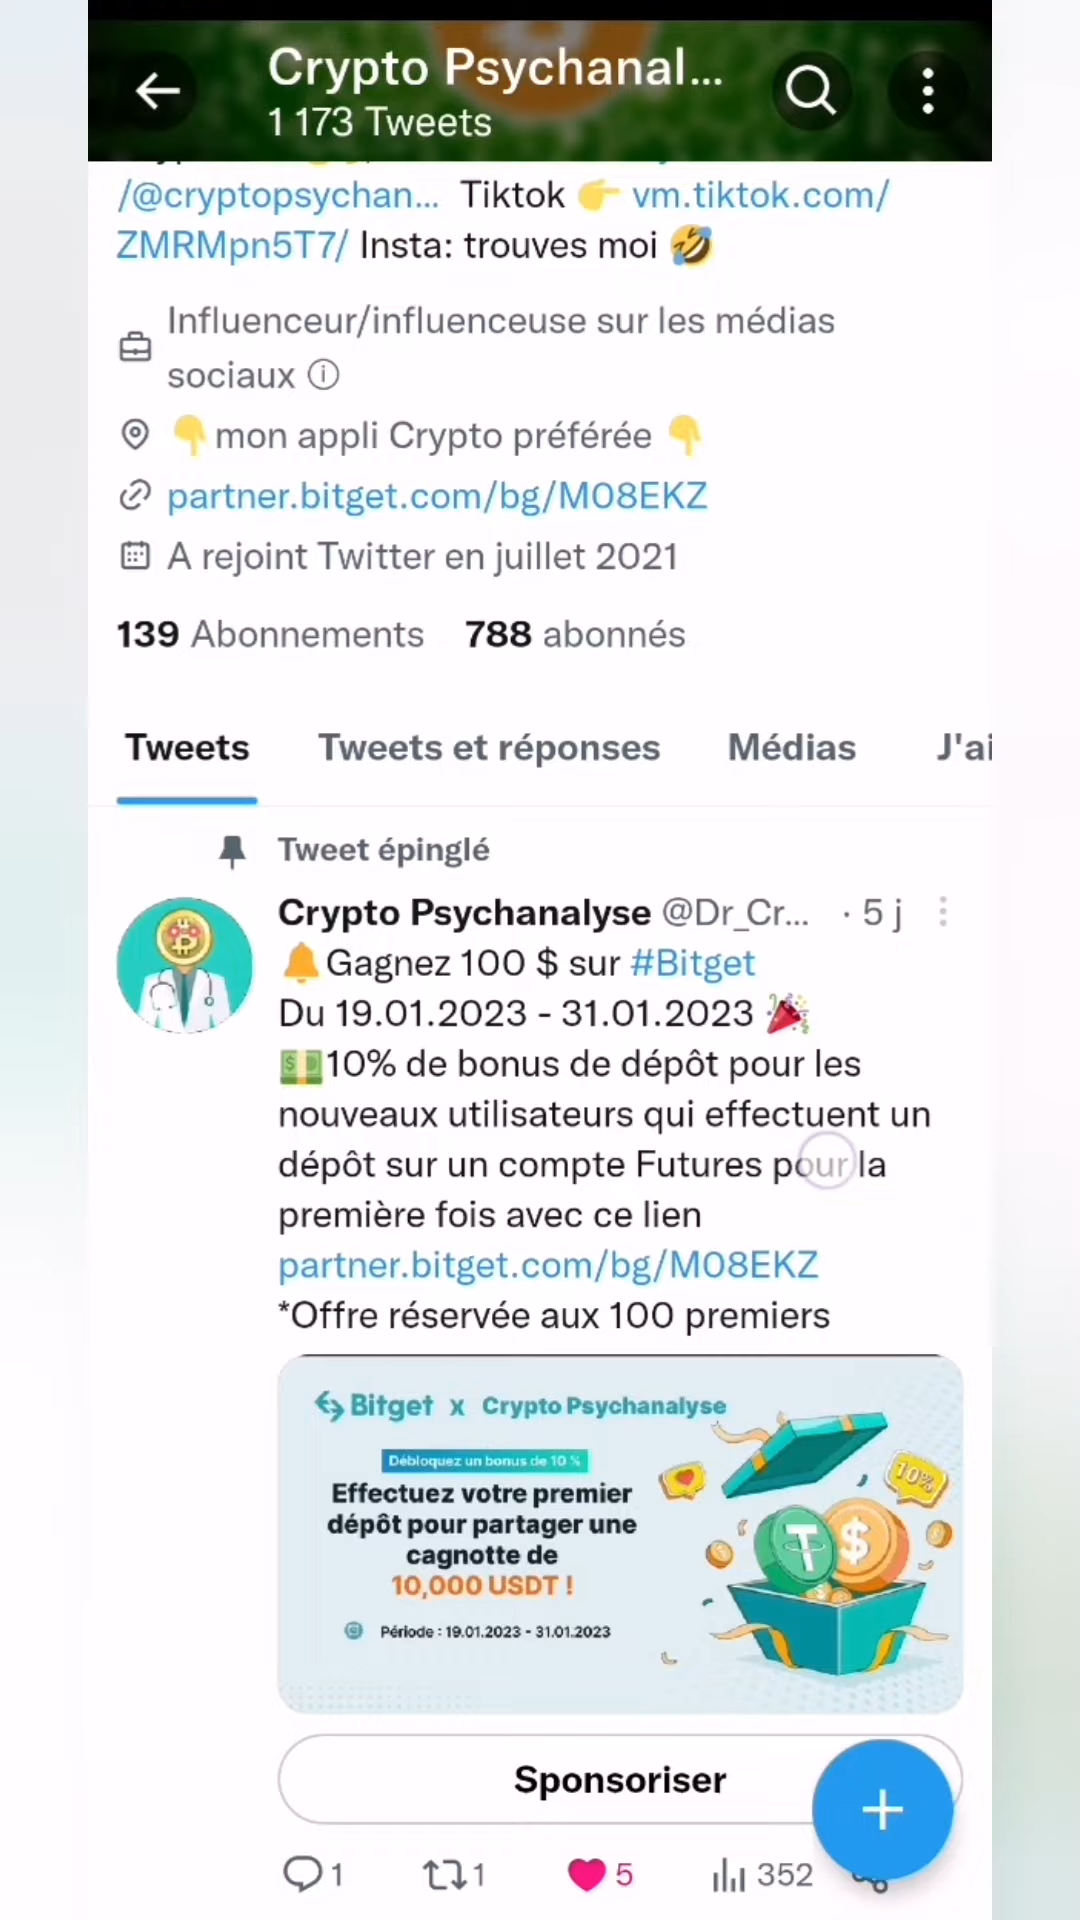 Crypto Psychanal...
1 173 Tweets
/@cryptopsychan... Tiktok 👉 vm.tiktok.com/
ZMRMpn5T7/ Insta: trouves moi 🤣
Influenceur/influenceuse sur les médias
sociaux
👇mon appli Crypto préférée 👇
partner.bitget.com/bg/M08EKZ
A rejoint Twitter en juillet 2021
139 Abonnements 788 abonnés
Tweets Tweets et réponses Médias J'ai
Tweet épinglé
Crypto Psychanalyse @Dr_Cr... · 5 j
🔔Gagnez 100 $ sur #Bitget
Du 19.01.2023 - 31.01.2023 🎉
💵10% de bonus de dépôt pour les
nouveaux utilisateurs qui effectuent un
dépôt sur un compte Futures pour la
première fois avec ce lien
partner.bitget.com/bg/M08EKZ
*Offre réservée aux 100 premiers
Bitget x Crypto Psychanalyse
Débloquez un bonus de 10 %
Effectuez votre premier
dépôt pour partager une
cagnotte de
10,000 USDT !
Période : 19.01.2023 - 31.01.2023
10%
Sponsoriser
1 1 5 352